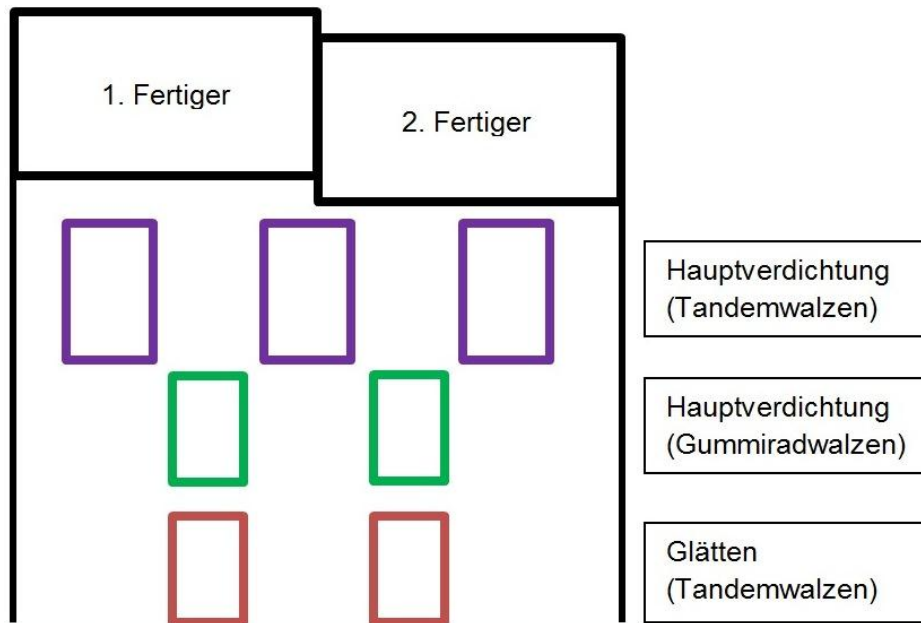 1. Fertiger
2. Fertiger
Hauptverdichtung
(Tandemwalzen)
Hauptverdichtung
(Gummiradwalzen)
Glätten
(Tandemwalzen)